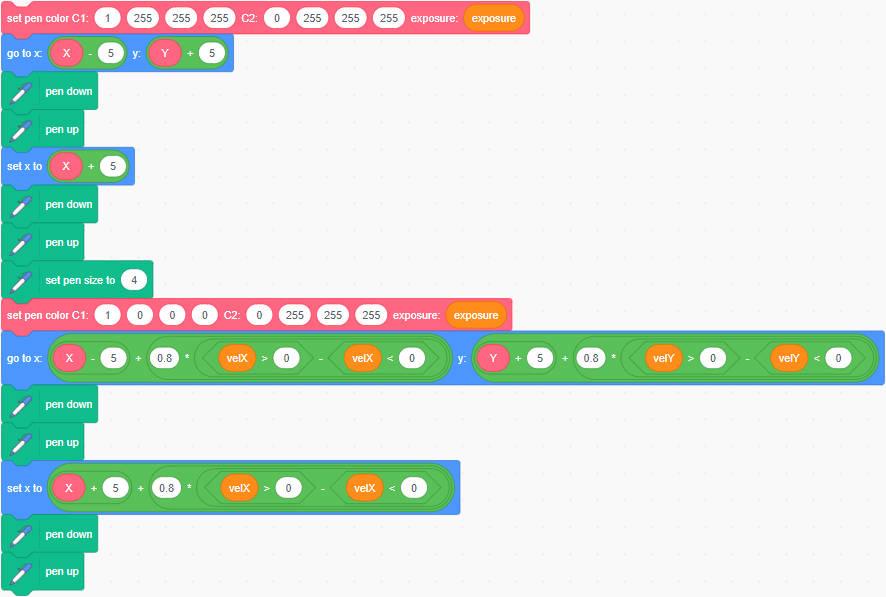 set pen color C1: 1 255 255 255 C2: 0 255 255 255 exposure: exposure
go to x: X - 5 y: Y + 5
pen down
pen up
set x to X + 5
pen down
pen up
set pen size to 4
set pen color C1: 1 0 0 0 C2: 0 255 255 255 exposure: exposure
go to x: X - 5 + 0.8 * velX > 0 - velX < 0 y: Y + 5 + 0.8 * velY > 0 - velY < 0
pen down
pen up
set x to X + 5 + 0.8 * velX > 0 - velX < 0
pen down
pen up